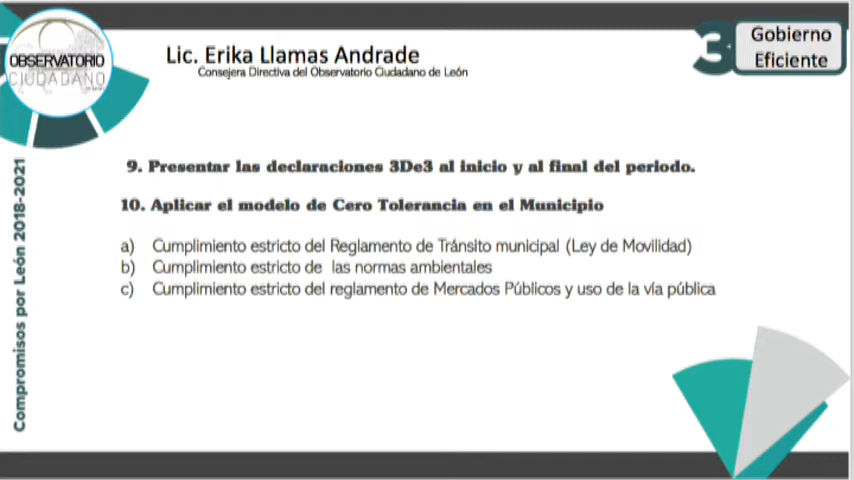 OBSERVATORIO
CIUDADANO
Lic. Erika Llamas Andrade
Consejera Directiva del Observatorio Ciudadano de León
3
Gobierno
Eficiente
9. Presentar las declaraciones 3De3 al inicio y al final del periodo.
10. Aplicar el modelo de Cero Tolerancia en el Municipio
a) Cumplimiento estricto del Reglamento de Tránsito municipal (Ley de Movilidad)
b) Cumplimiento estricto de las normas ambientales
c) Cumplimiento estricto del reglamento de Mercados Públicos y uso de la vía pública
Compromisos por León 2018-2021